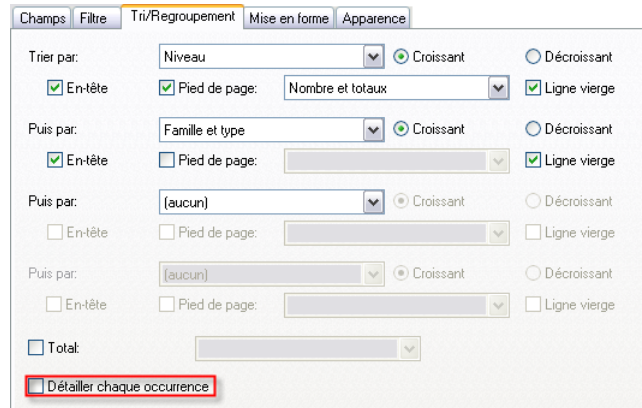 Champs Filtre Tri/Regroupement Mise en forme Apparence
Trier par: Niveau Croissant Décroissant
En-tête Pied de page: Nombre et totaux Ligne vierge
Puis par: Famille et type Croissant Décroissant
En-tête Pied de page: Ligne vierge
Puis par: (aucun) Croissant Décroissant
En-tête Pied de page: Ligne vierge
Puis par: (aucun) Croissant Décroissant
En-tête Pied de page: Ligne vierge
Total:
Détailler chaque occurrence